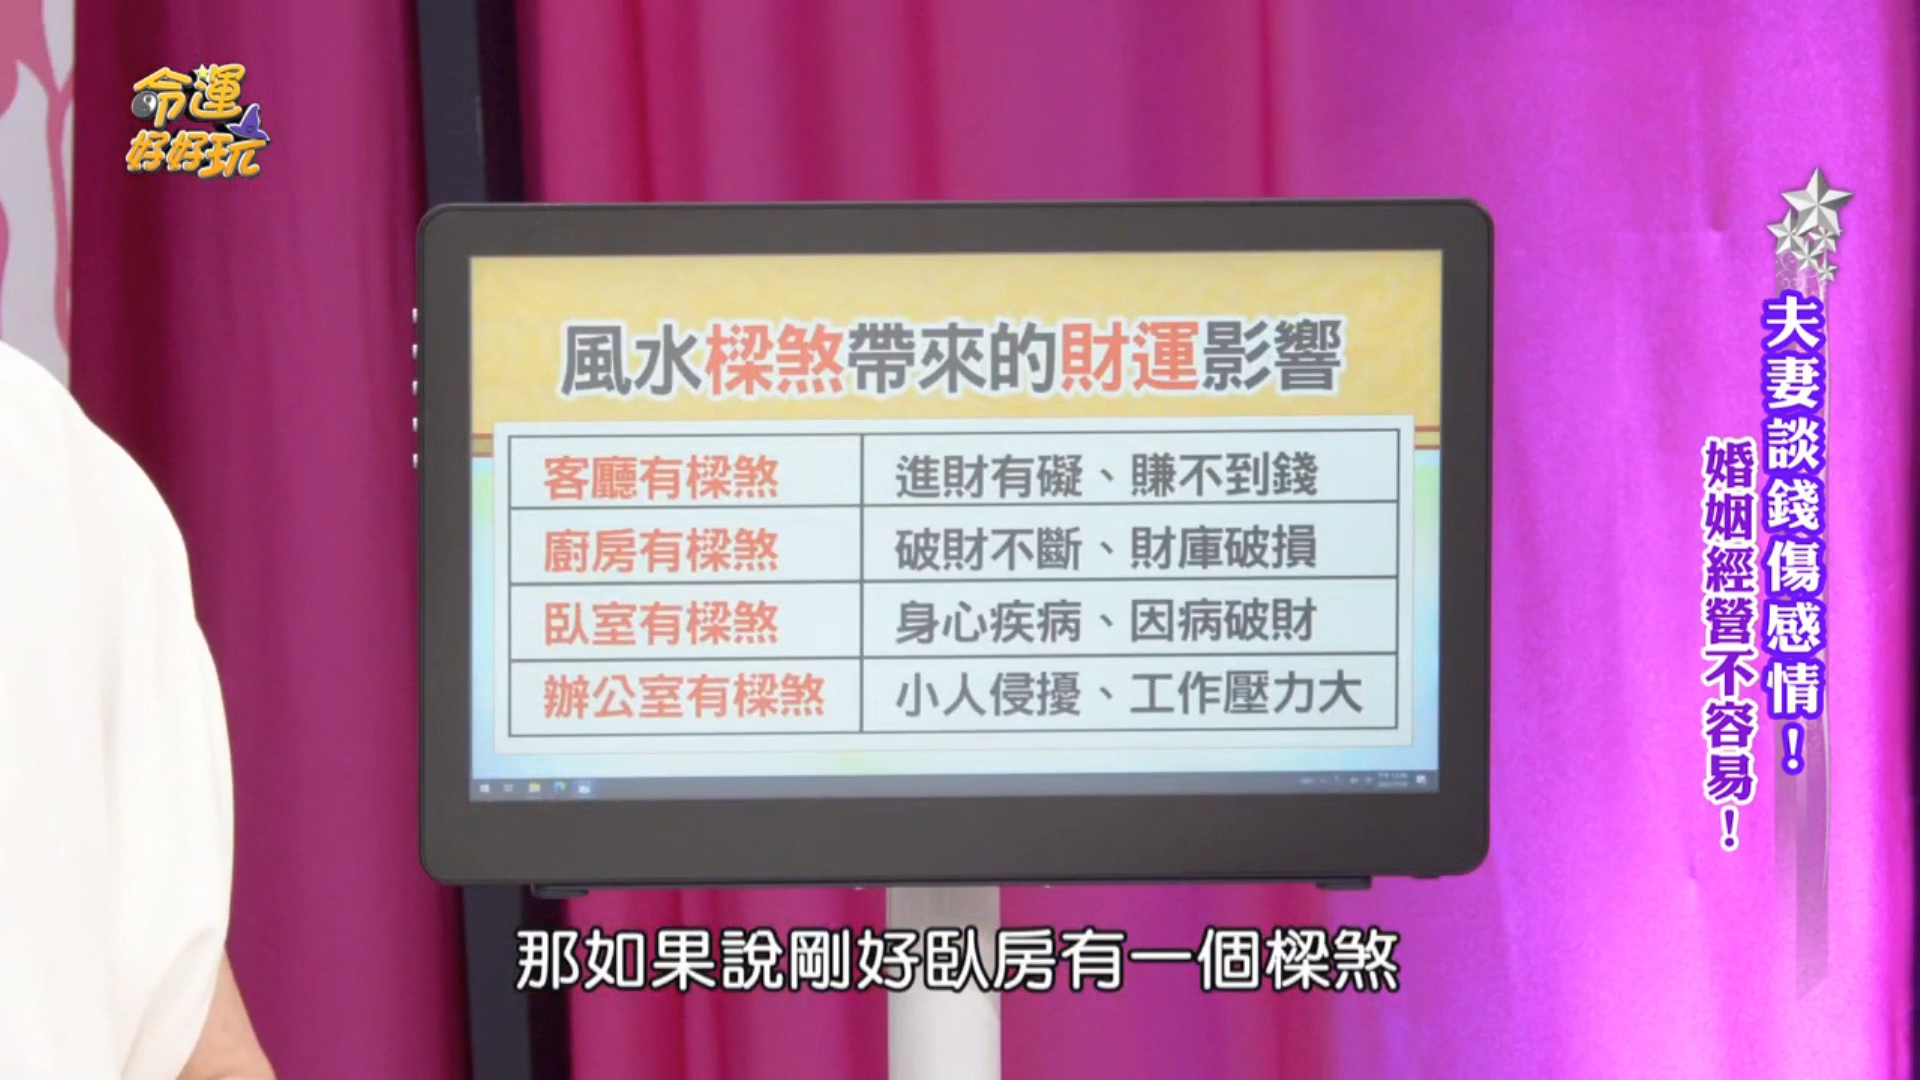 命運
好好玩
風水樑煞帶來的財運影響
客廳有樑煞 進財有礙、賺不到錢
廚房有樑煞 破財不斷、財庫破損
臥室有樑煞 身心疾病、因病破財
辦公室有樑煞 小人侵擾、工作壓力大
夫妻談錢傷感情!
婚姻經營不容易!
那如果說剛好臥房有一個樑煞